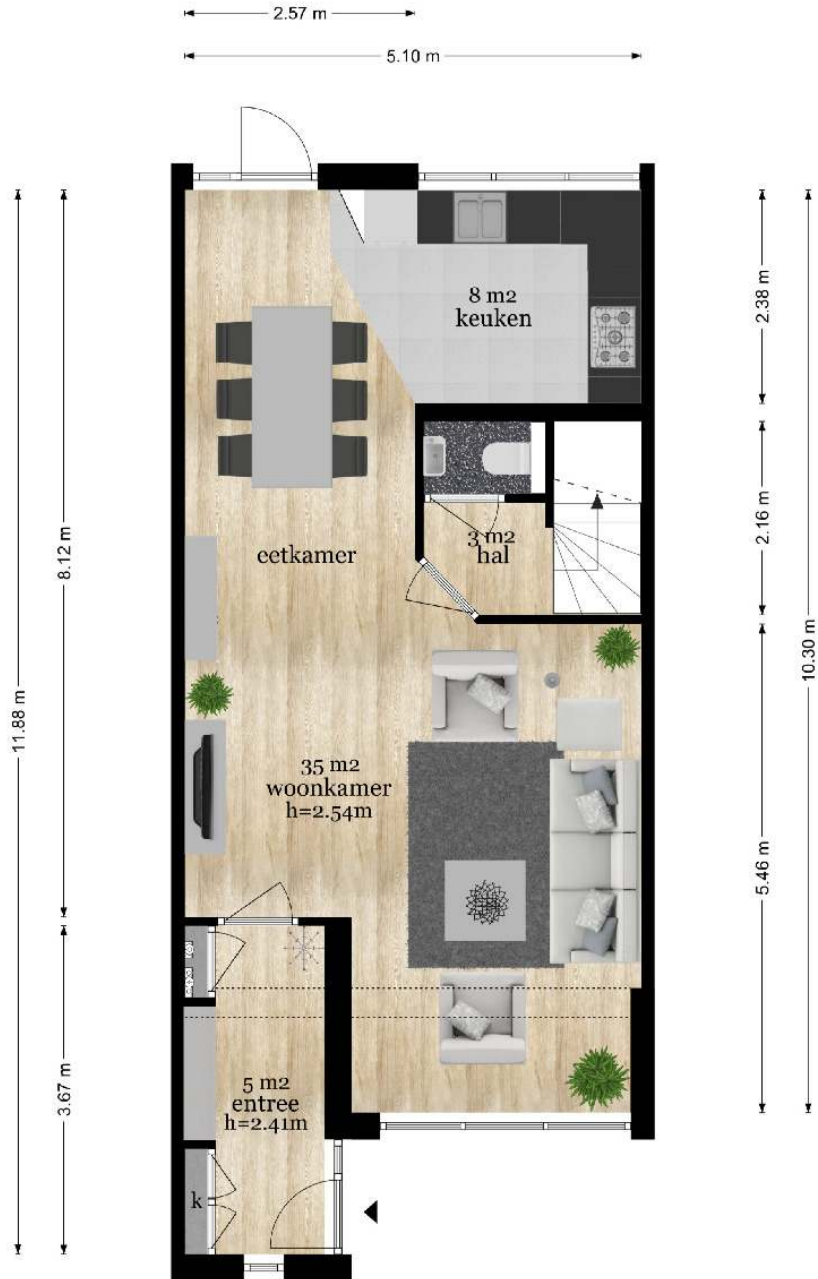 2.57 m
5.10 m
8 m2
keuken
2.38 m
2.16 m
3 m2
hal
eetkamer
8.12 m
10.30 m
11.88 m
35 m2
woonkamer
h=2.54m
5.46 m
5 m2
entree
h=2.41m
3.67 m
k